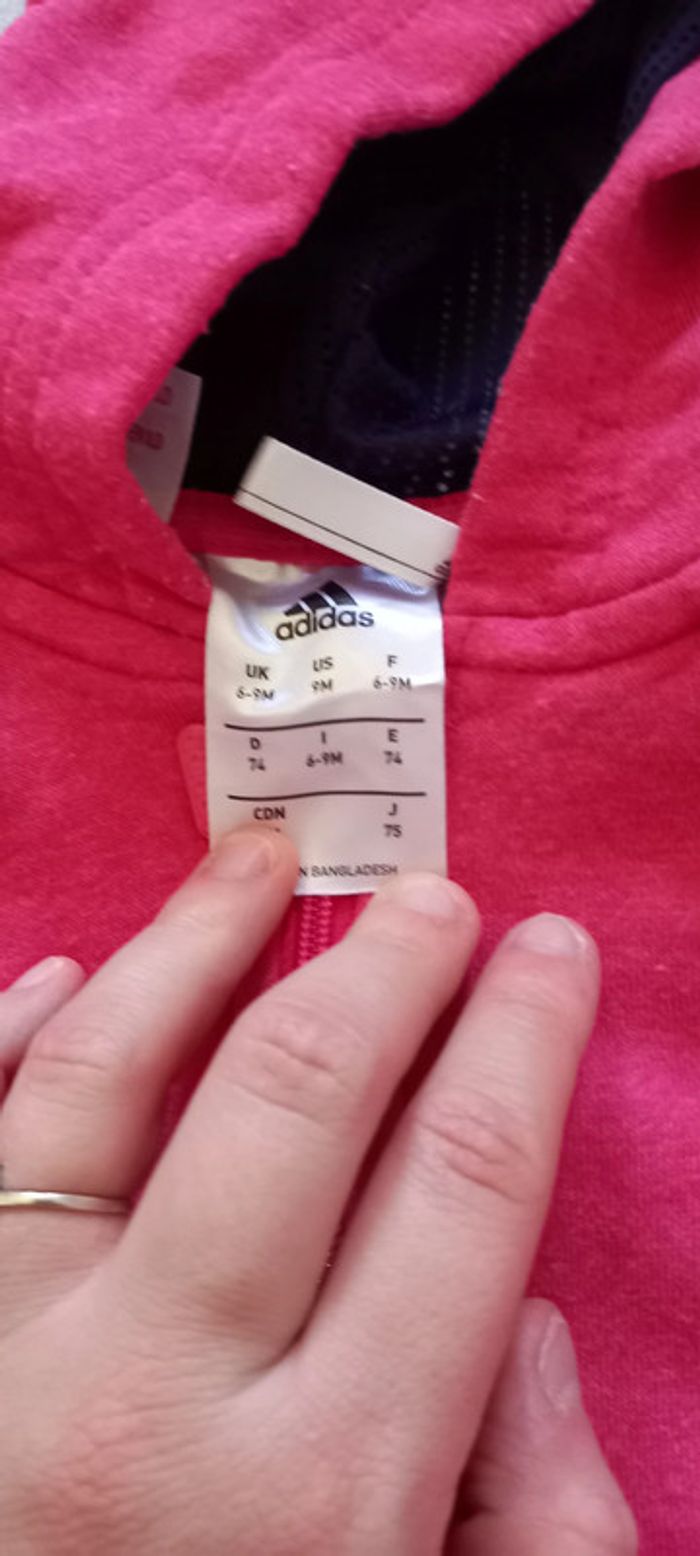 adidas
UK US F
6-9M 9M 6-9M
D I E
74 6-9M 74
CDN J
75
N BANGLADESH